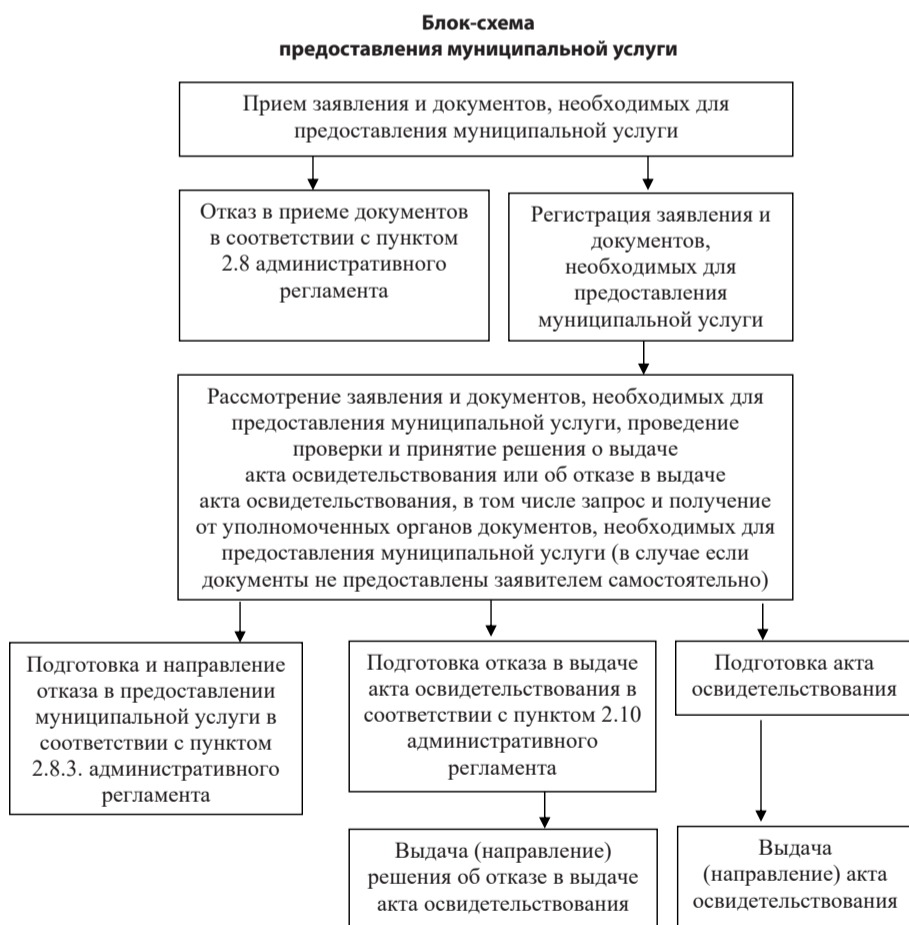 Блок-схема
предоставления муниципальной услуги
Прием заявления и документов, необходимых для
предоставления муниципальной услуги
Отказ в приеме документов
в соответствии с пунктом
2.8 административного
регламента
Регистрация заявления и
документов,
необходимых для
предоставления
муниципальной услуги
Рассмотрение заявления и документов, необходимых для
предоставления муниципальной услуги, проведение
проверки и принятие решения о выдаче
акта освидетельствования или об отказе в выдаче
акта освидетельствования, в том числе запрос и получение
от уполномоченных органов документов, необходимых для
предоставления муниципальной услуги (в случае если
документы не предоставлены заявителем самостоятельно)
Подготовка и направление
отказа в предоставлении
муниципальной услуги в
соответствии с пунктом
2.8.3. административного
регламента
Подготовка отказа в выдаче
акта освидетельствования в
соответствии с пунктом 2.10
административного
регламента
Подготовка акта
освидетельствования
Выдача (направление)
решения об отказе в выдаче
акта освидетельствования
Выдача
(направление) акта
освидетельствования